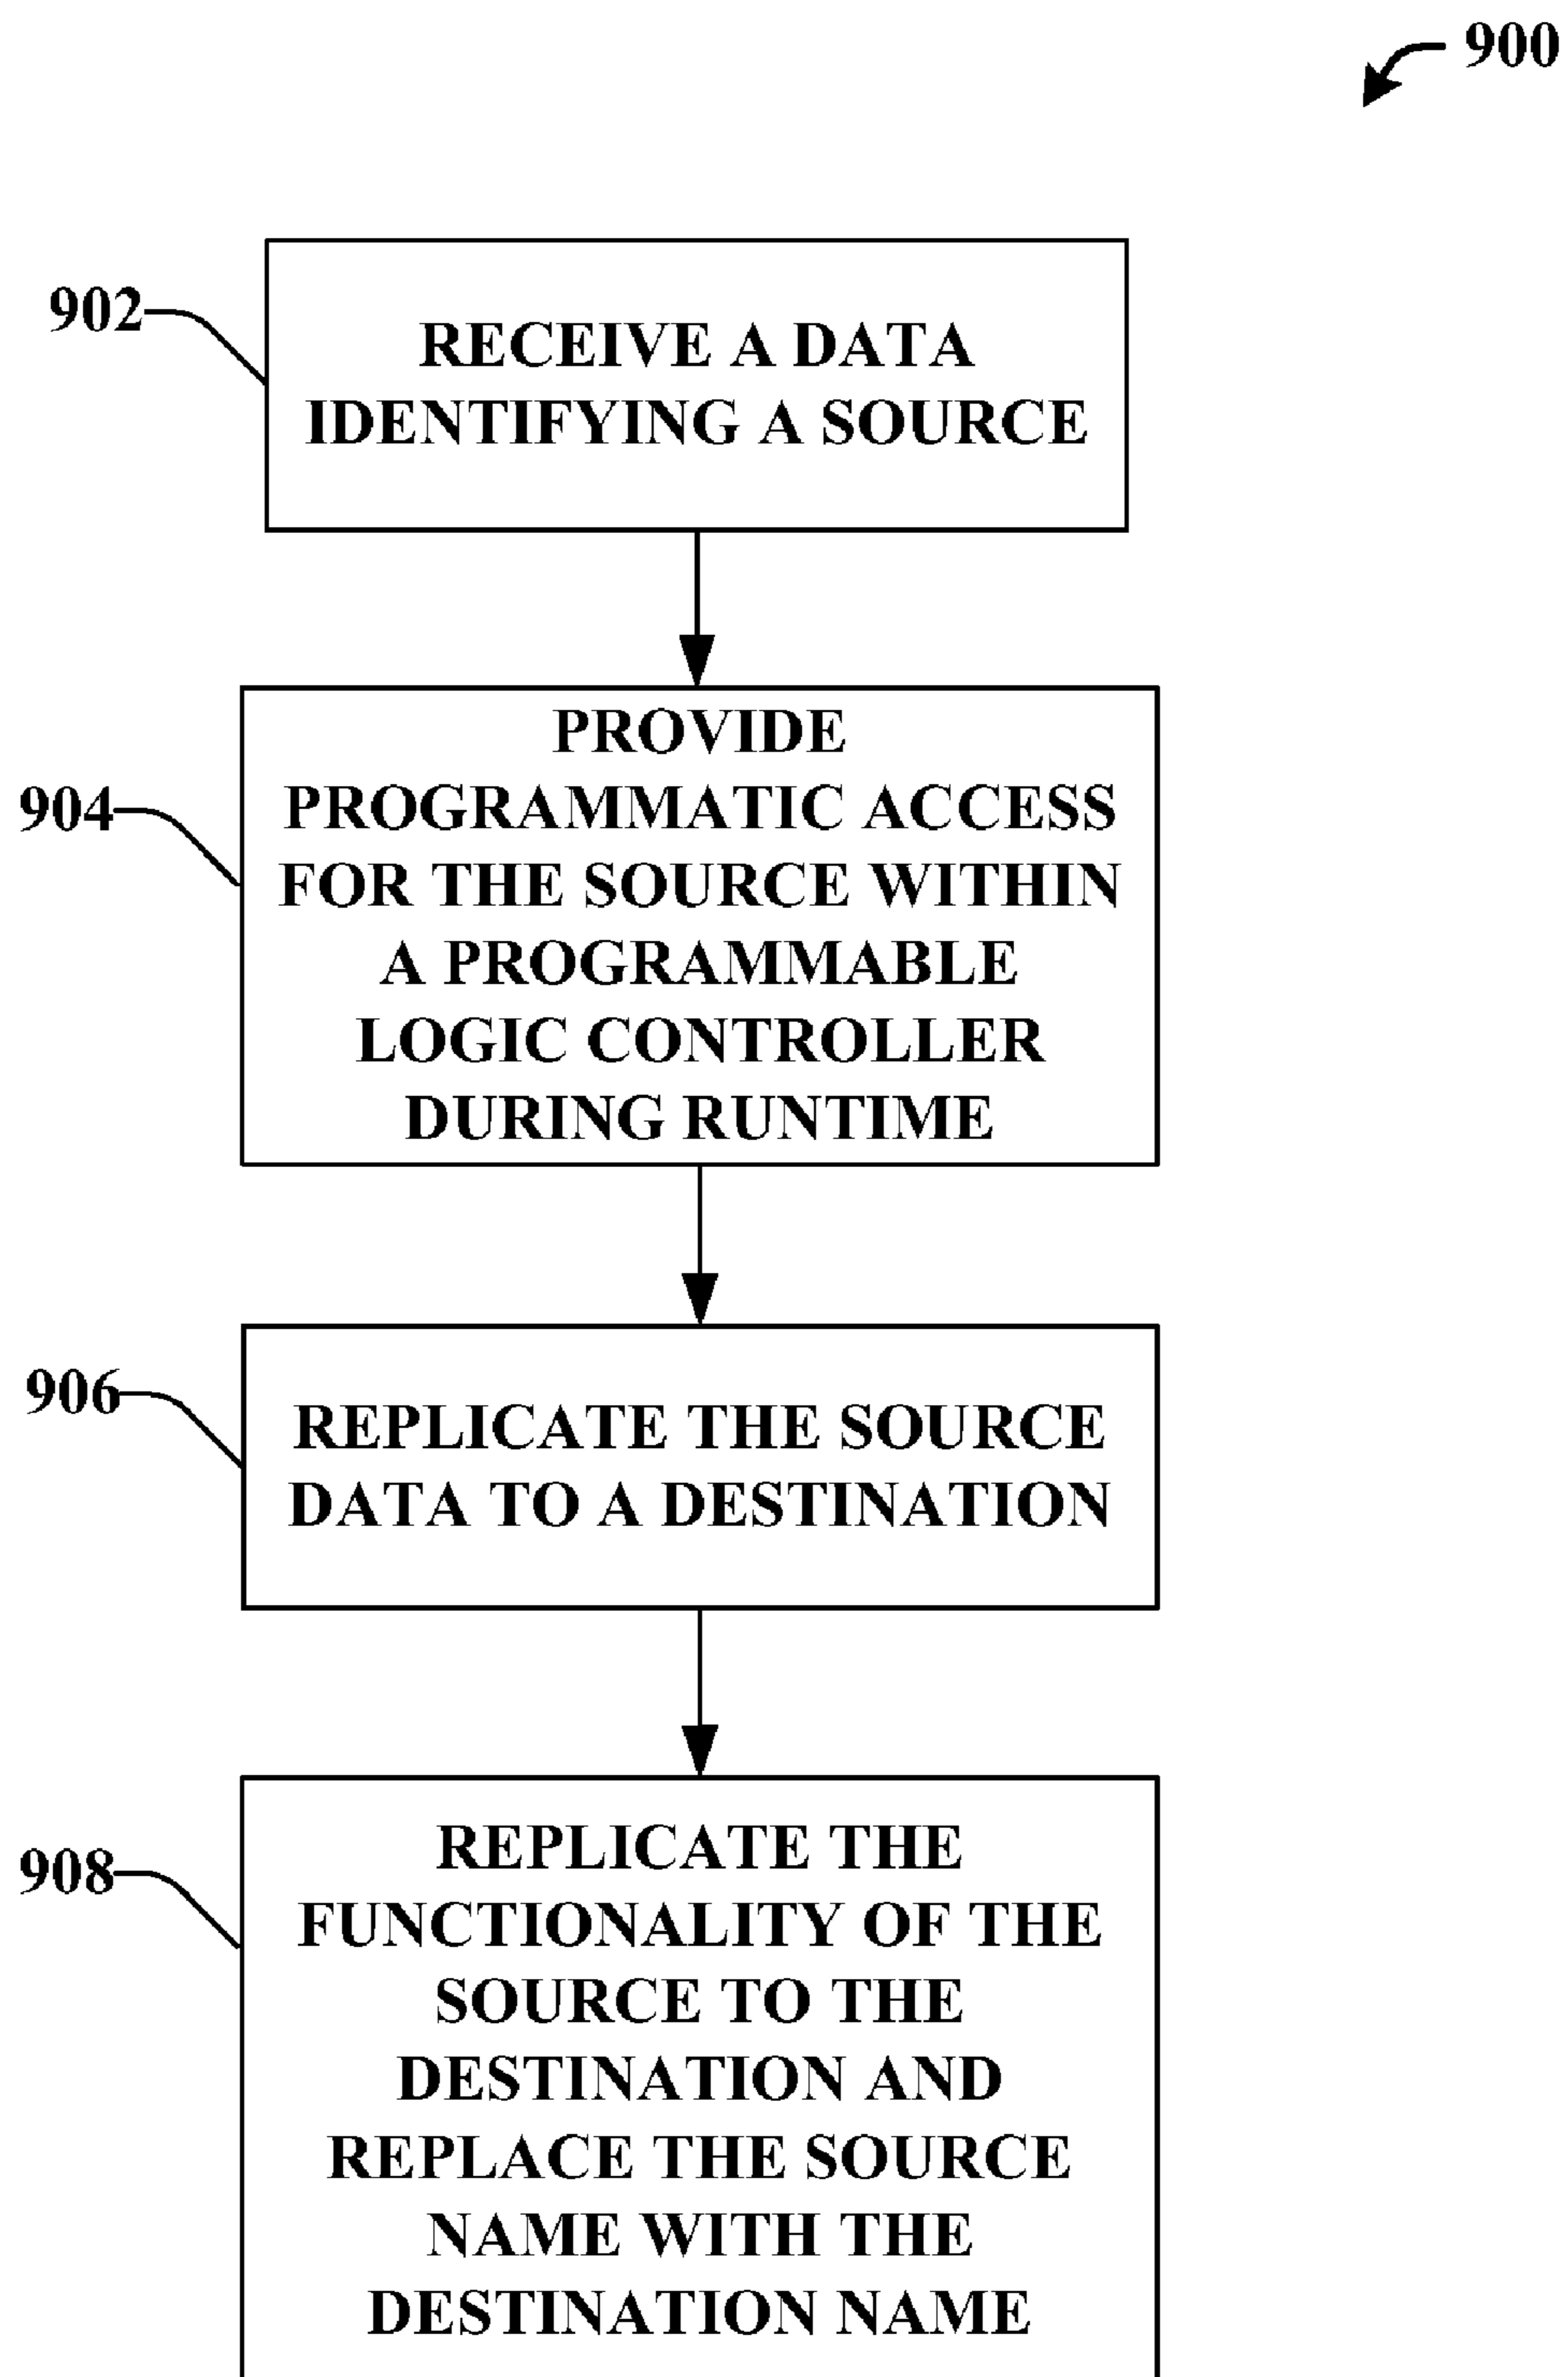 900
902
RECEIVE A DATA
IDENTIFYING A SOURCE
904
PROVIDE
PROGRAMMATIC ACCESS
FOR THE SOURCE WITHIN
A PROGRAMMABLE
LOGIC CONTROLLER
DURING RUNTIME
906
REPLICATE THE SOURCE
DATA TO A DESTINATION
908
REPLICATE THE
FUNCTIONALITY OF THE
SOURCE TO THE
DESTINATION AND
REPLACE THE SOURCE
NAME WITH THE
DESTINATION NAME